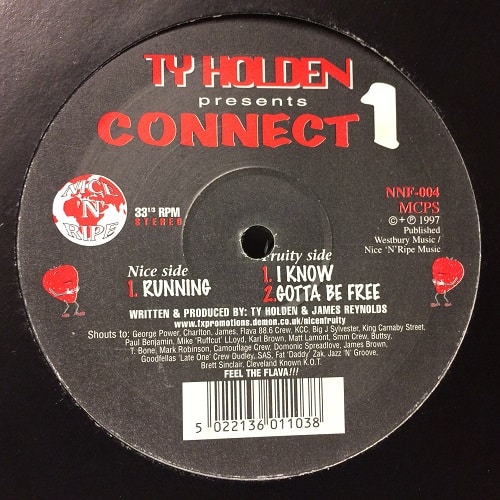 TY HOLDEN
presents
CONNECT 1
NICE
'N'
RIPE
33 1/3 RPM
STEREO
NNF-004
MCPS
© + ℗ 1997
Published
Westbury Music /
Nice 'N' Ripe Music
Nice side
1. RUNNING
Fruity side
1. I KNOW
2. GOTTA BE FREE
WRITTEN & PRODUCED BY: TY HOLDEN & JAMES REYNOLDS
www.fxpromotions.demon.co.uk/nicenfruity
Shouts to: George Power, Charlton, James, Flava 88.6 Crew, KCC, Big J Sylvester, King Carnaby Street,
Paul Benjamin, Mike 'Ruffcut' LLoyd, Karl Brown, Matt Lamont, Smm Crew, Buttsy,
T. Bone, Mark Robinson, Camouflage Crew, Domonic Spreadlove, James Brown,
Goodfellas 'Late One' Crew Dudley, SAS, Fat 'Daddy' Zak, Jazz 'N' Groove,
Brett Sinclair, Cleveland Known K.O.T.
FEEL THE FLAVA!!!
5 022136 011038